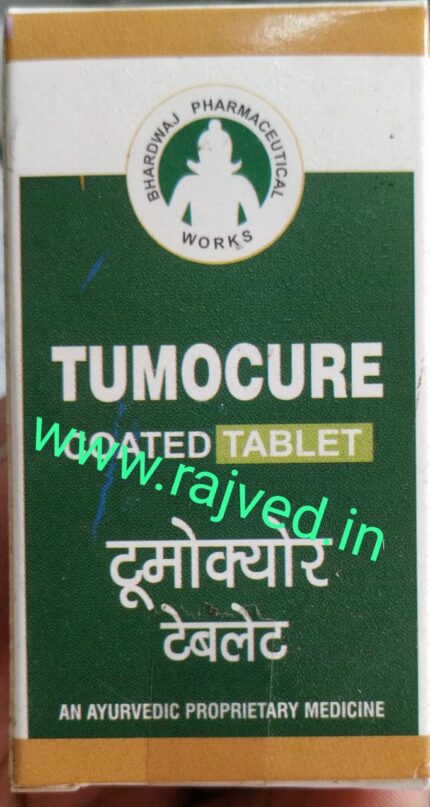 BHARDWAJ PHARMACEUTICAL
WORKS
TUMOCURE
COATED TABLET
www.rajved.in
टूमोक्योर
टेबलेट
AN AYURVEDIC PROPRIETARY MEDICINE